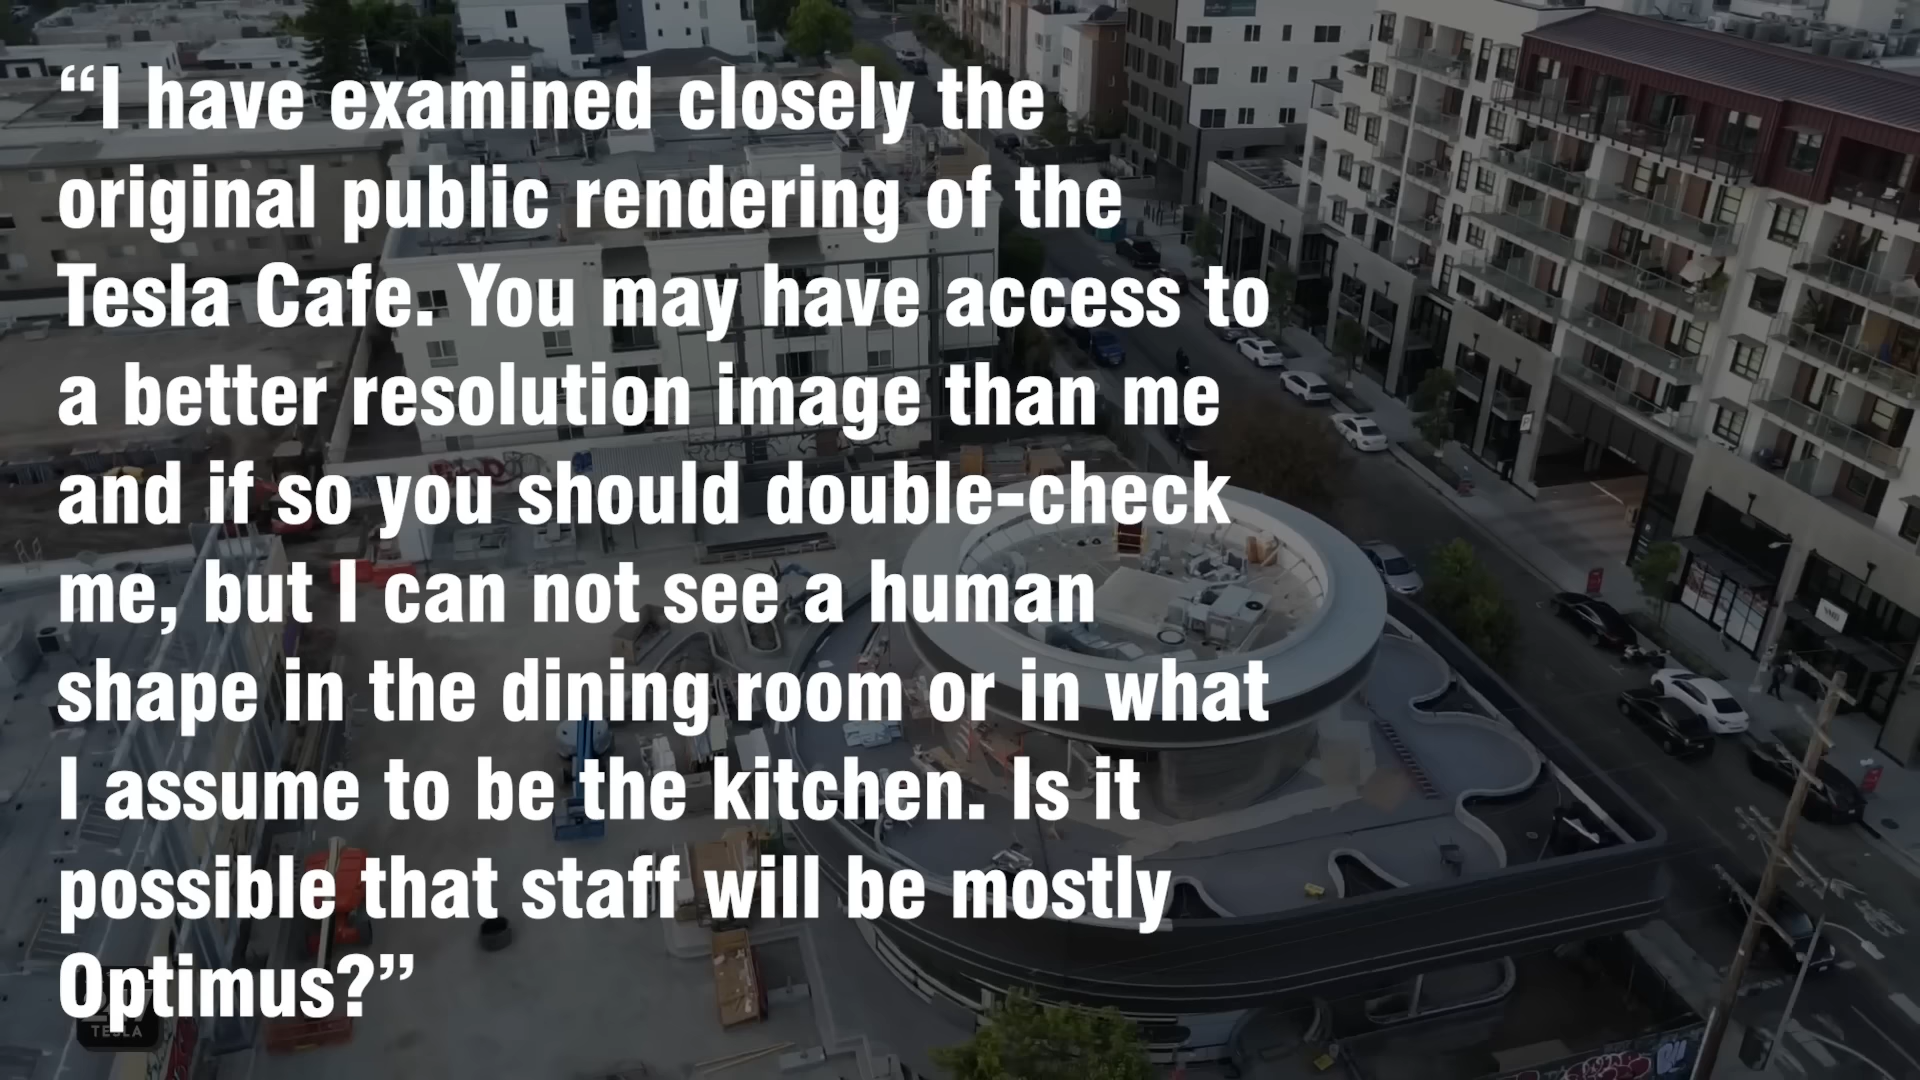 “I have examined closely the
original public rendering of the
Tesla Cafe. You may have access to
a better resolution image than me
and if so you should double-check
me, but I can not see a human
shape in the dining room or in what
I assume to be the kitchen. Is it
possible that staff will be mostly
Optimus?”
TESLA